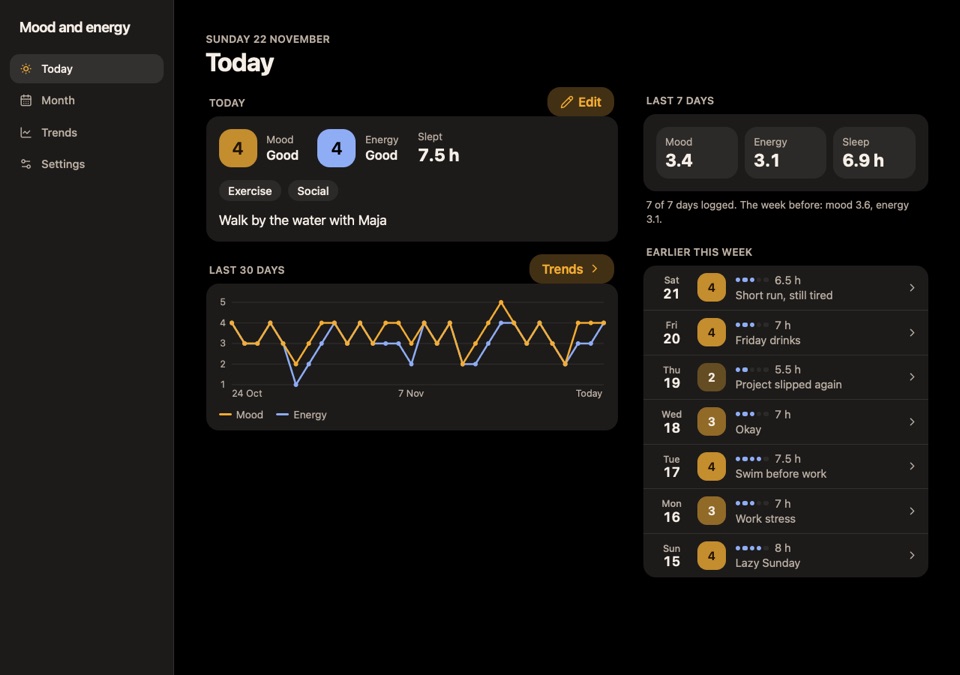 Mood and energy
Today
Month
Trends
Settings
SUNDAY 22 NOVEMBER
Today
TODAY
Edit
4
Mood
Good
4
Energy
Good
Slept
7.5 h
Exercise
Social
Walk by the water with Maja
LAST 30 DAYS
Trends
5
4
3
2
1
24 Oct
7 Nov
Today
Mood
Energy
LAST 7 DAYS
Mood
3.4
Energy
3.1
Sleep
6.9 h
7 of 7 days logged. The week before: mood 3.6, energy
3.1.
EARLIER THIS WEEK
Sat
21
4
6.5 h
Short run, still tired
Fri
20
4
7 h
Friday drinks
Thu
19
2
5.5 h
Project slipped again
Wed
18
3
7 h
Okay
Tue
17
4
7.5 h
Swim before work
Mon
16
3
7 h
Work stress
Sun
15
4
8 h
Lazy Sunday